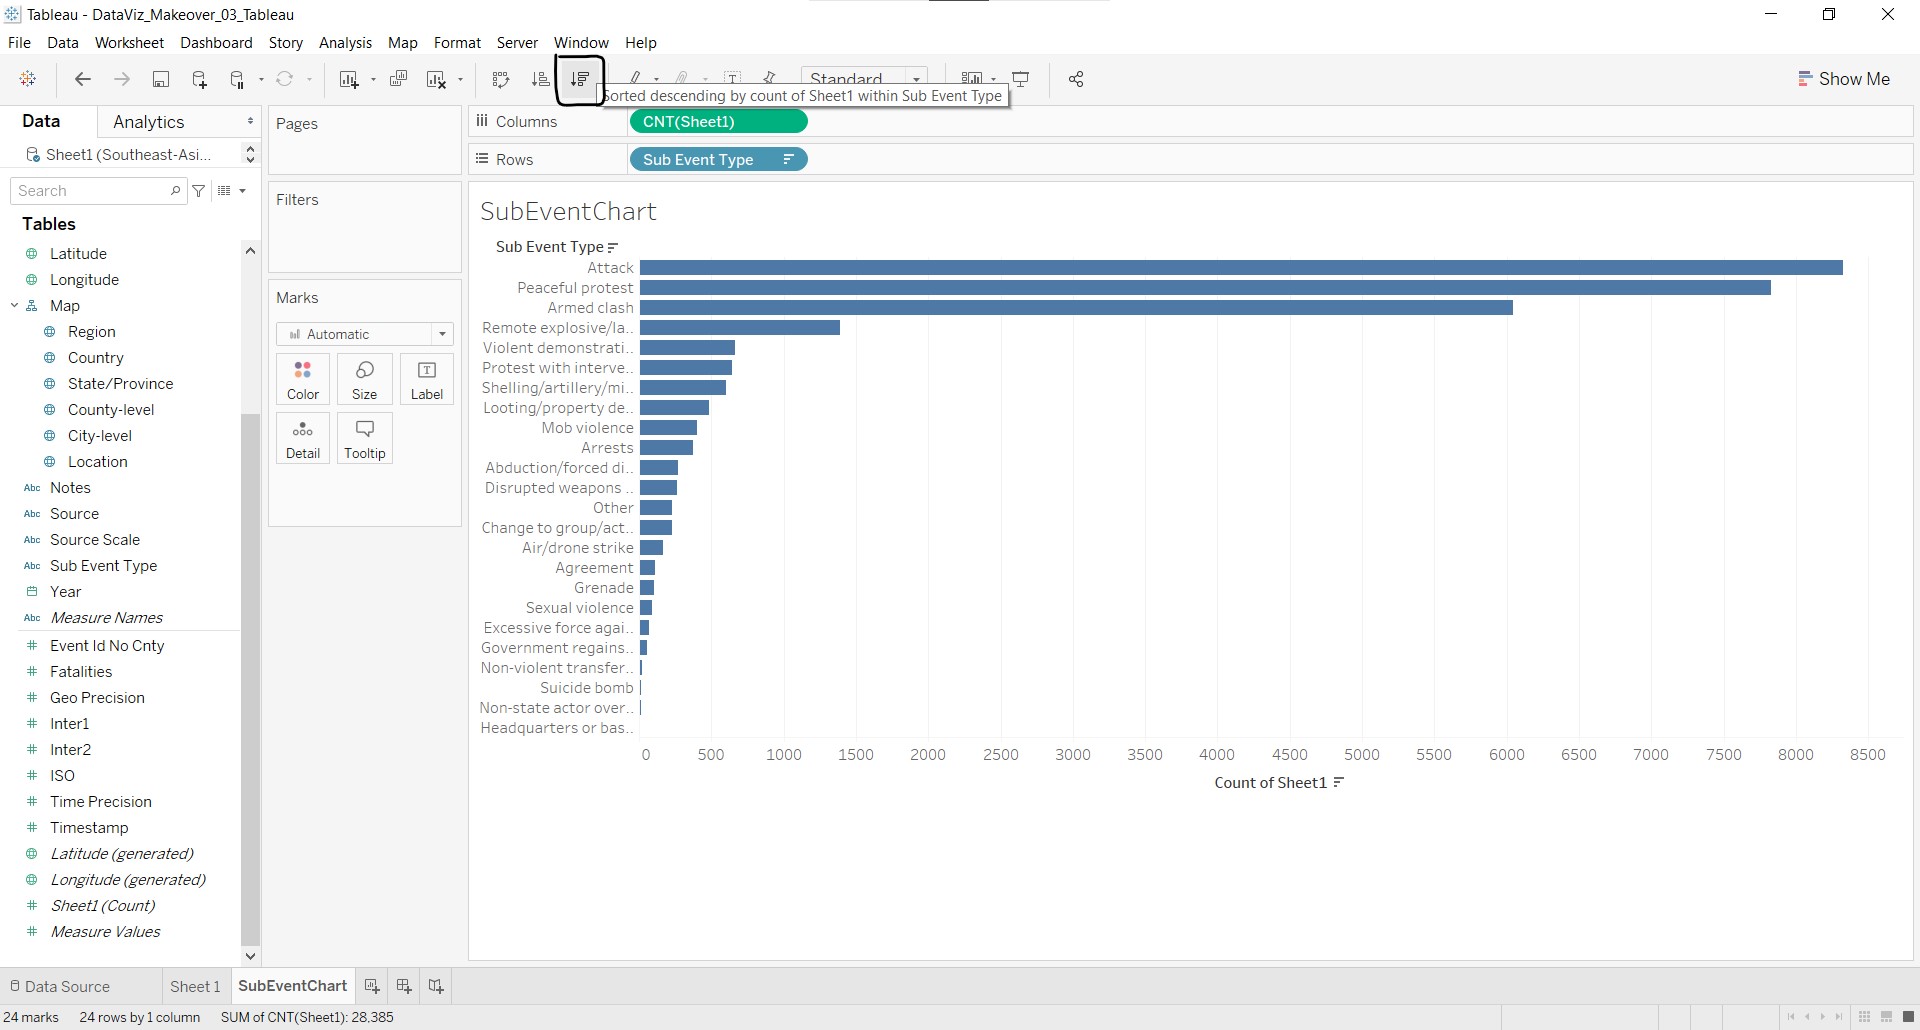 Tableau - DataViz_Makeover_03_Tableau
File Data Worksheet Dashboard Story Analysis Map Format Server Window Help
Standard
Show Me
Sorted descending by count of Sheet1 within Sub Event Type
Data Analytics
Sheet1 (Southeast-Asi...
Search
Tables
Latitude
Longitude
Map
Region
Country
State/Province
County-level
City-level
Location
Abc Notes
Abc Source
Abc Source Scale
Abc Sub Event Type
Year
Abc Measure Names
# Event Id No Cnty
# Fatalities
# Geo Precision
# Inter1
# Inter2
# ISO
# Time Precision
# Timestamp
Latitude (generated)
Longitude (generated)
# Sheet1 (Count)
# Measure Values
Pages
Filters
Marks
Automatic
Color Size Label
Detail Tooltip
Columns CNT(Sheet1)
Rows Sub Event Type
SubEventChart
Sub Event Type
Attack
Peaceful protest
Armed clash
Remote explosive/la..
Violent demonstrati..
Protest with interve..
Shelling/artillery/mi..
Looting/property de..
Mob violence
Arrests
Abduction/forced di..
Disrupted weapons ..
Other
Change to group/act..
Air/drone strike
Agreement
Grenade
Sexual violence
Excessive force agai..
Government regains..
Non-violent transfer..
Suicide bomb
Non-state actor over..
Headquarters or bas..
0 500 1000 1500 2000 2500 3000 3500 4000 4500 5000 5500 6000 6500 7000 7500 8000 8500
Count of Sheet1
Data Source Sheet 1 SubEventChart
24 marks 24 rows by 1 column SUM of CNT(Sheet1): 28,385